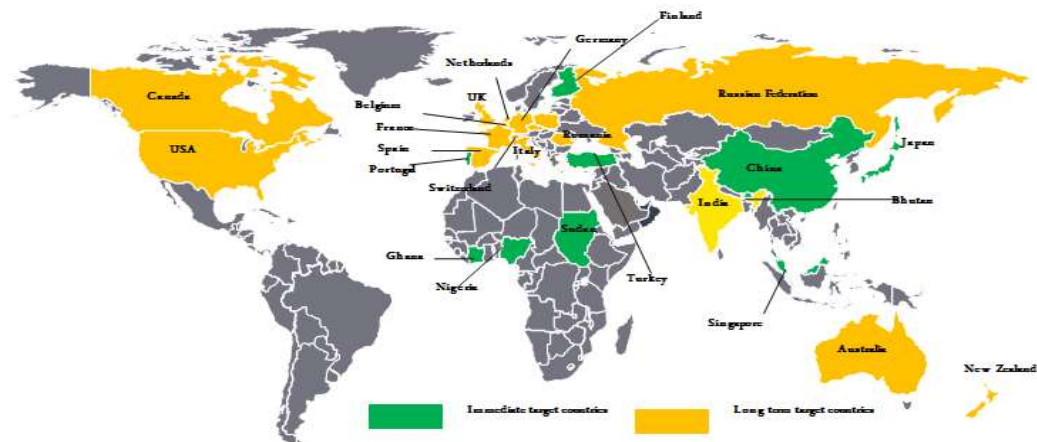 Finland
Germany
Netherlands
Canada
UK
Russian Federation
Belgium
France
Romania
USA
Spain
Italy
Japan
Portugal
China
Switzerland
India
Bhutan
Sudan
Ghana
Nigeria
Turkey
Singapore
Australia
New Zealand
Immediate target countries
Long term target countries